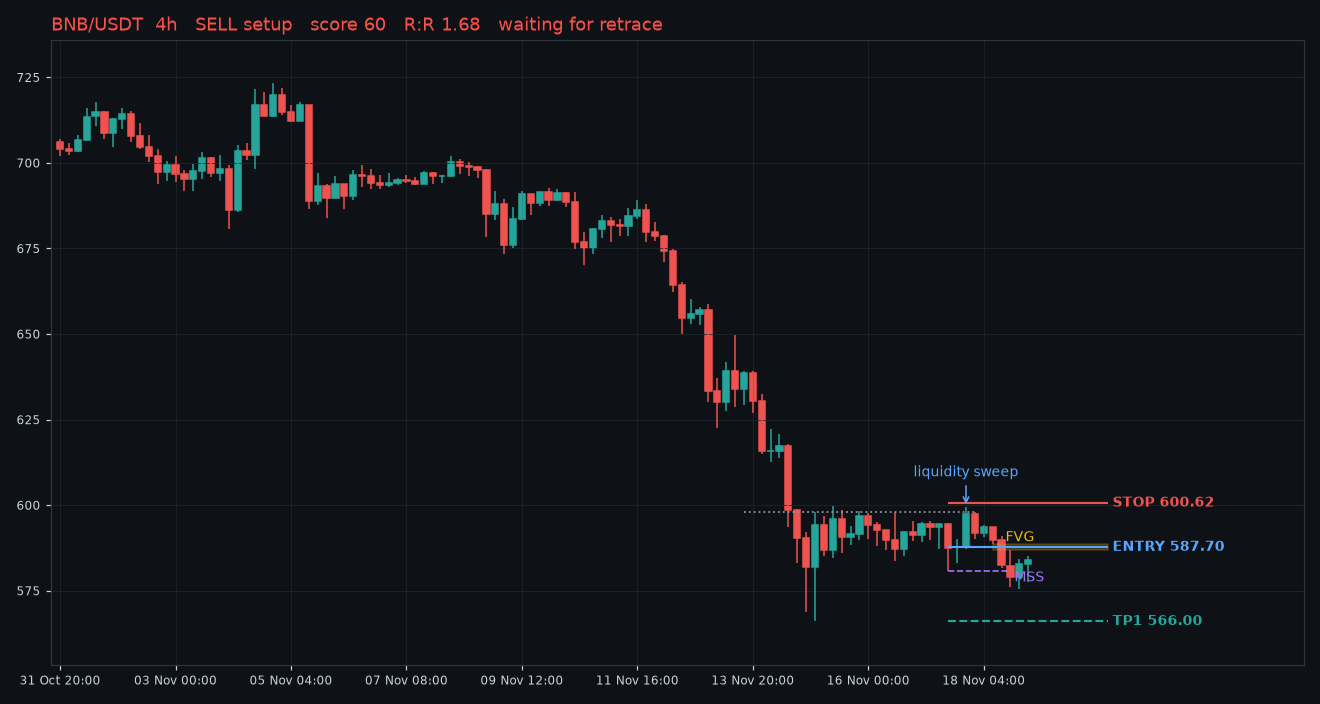 BNB/USDT 4h SELL setup score 60 R:R 1.68 waiting for retrace
725
700
675
650
625
600
575
liquidity sweep
STOP 600.62
FVG
ENTRY 587.70
MSS
TP1 566.00
31 Oct 20:00
03 Nov 00:00
05 Nov 04:00
07 Nov 08:00
09 Nov 12:00
11 Nov 16:00
13 Nov 20:00
16 Nov 00:00
18 Nov 04:00